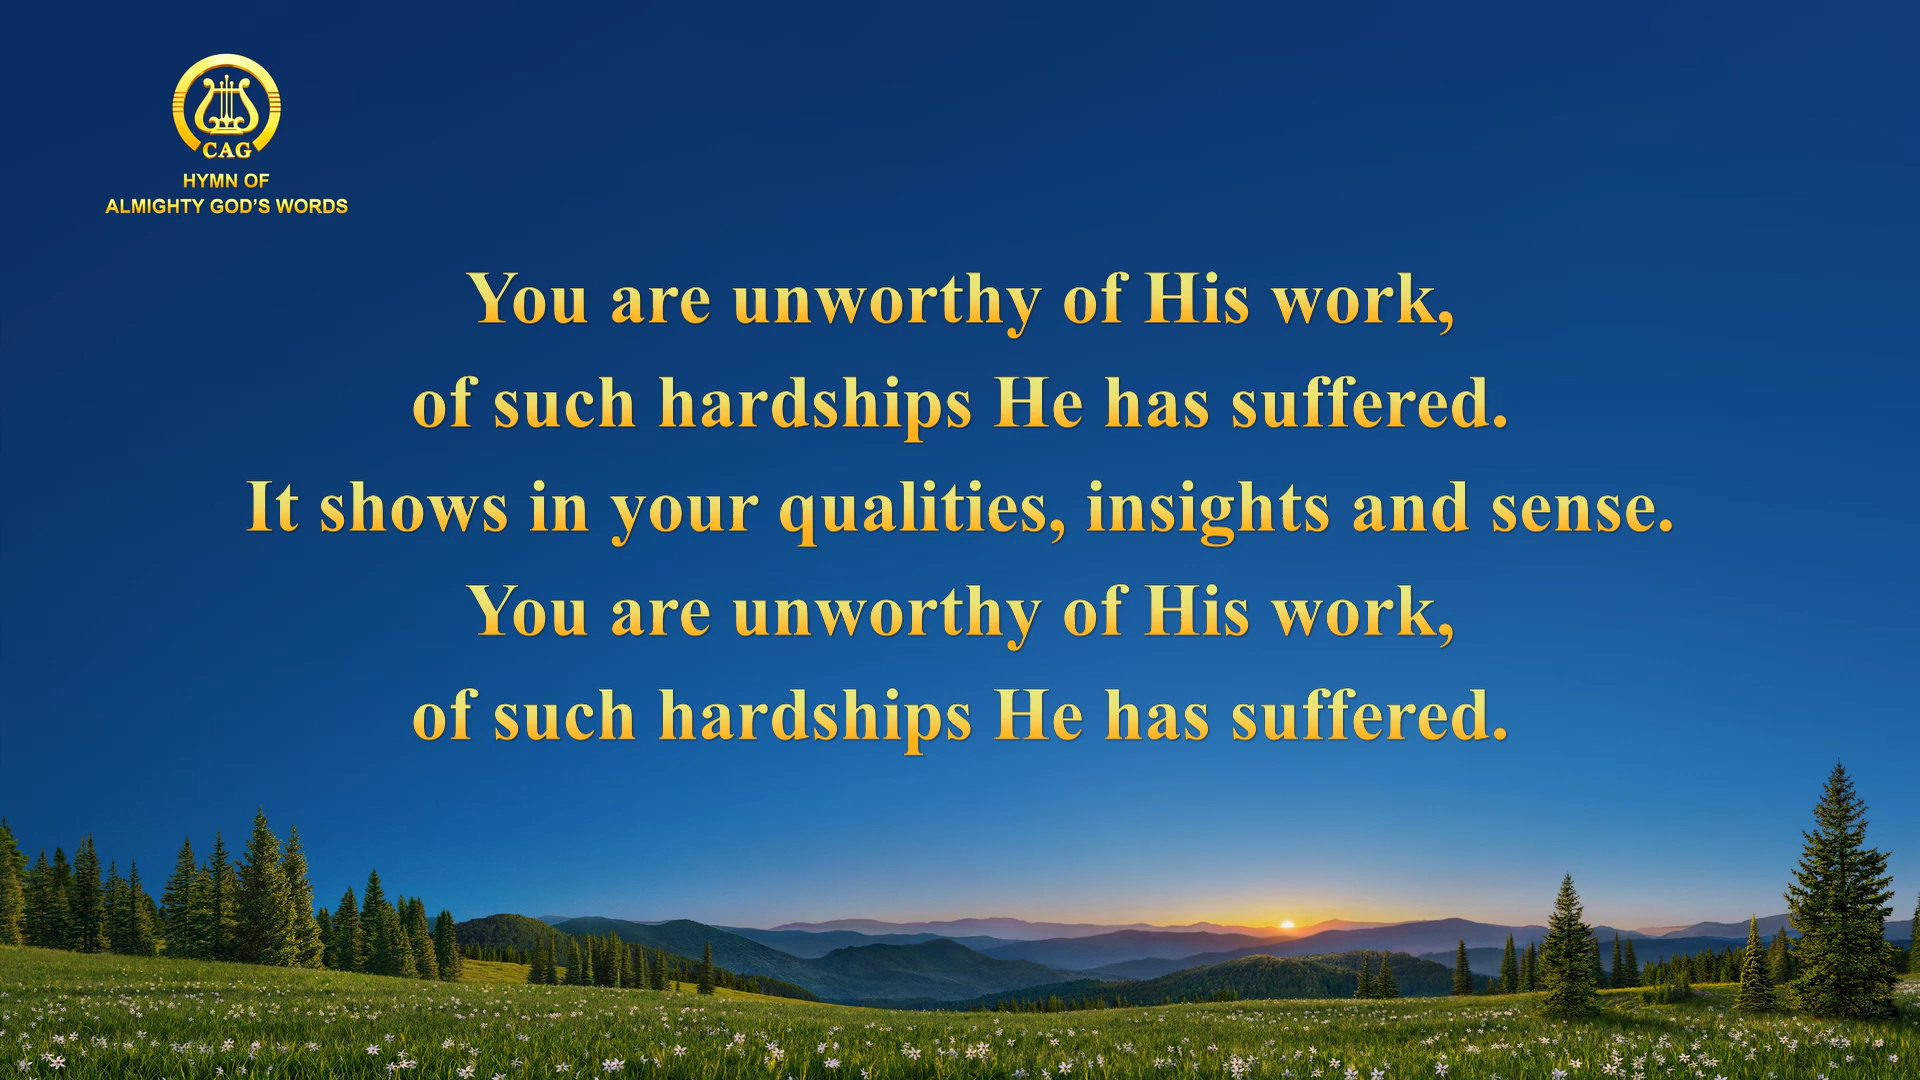 CAG
HYMN OF
ALMIGHTY GOD’S WORDS
You are unworthy of His work,
of such hardships He has suffered.
It shows in your qualities, insights and sense.
You are unworthy of His work,
of such hardships He has suffered.